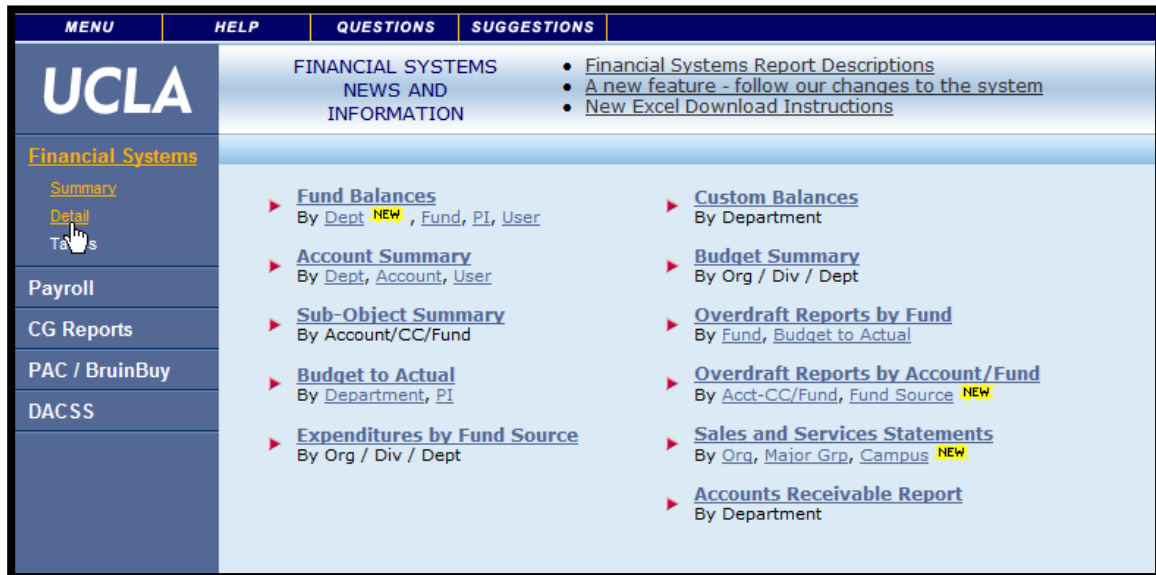 MENU HELP QUESTIONS SUGGESTIONS
UCLA
FINANCIAL SYSTEMS
NEWS AND
INFORMATION
• Financial Systems Report Descriptions
• A new feature - follow our changes to the system
• New Excel Download Instructions
Financial Systems
Summary
Detail
Payroll
CG Reports
PAC / BruinBuy
DACSS
Fund Balances
By Dept NEW , Fund, PI, User
Account Summary
By Dept, Account, User
Sub-Object Summary
By Account/CC/Fund
Budget to Actual
By Department, PI
Expenditures by Fund Source
By Org / Div / Dept
Custom Balances
By Department
Budget Summary
By Org / Div / Dept
Overdraft Reports by Fund
By Fund, Budget to Actual
Overdraft Reports by Account/Fund
By Acct-CC/Fund, Fund Source NEW
Sales and Services Statements
By Org, Major Grp, Campus NEW
Accounts Receivable Report
By Department